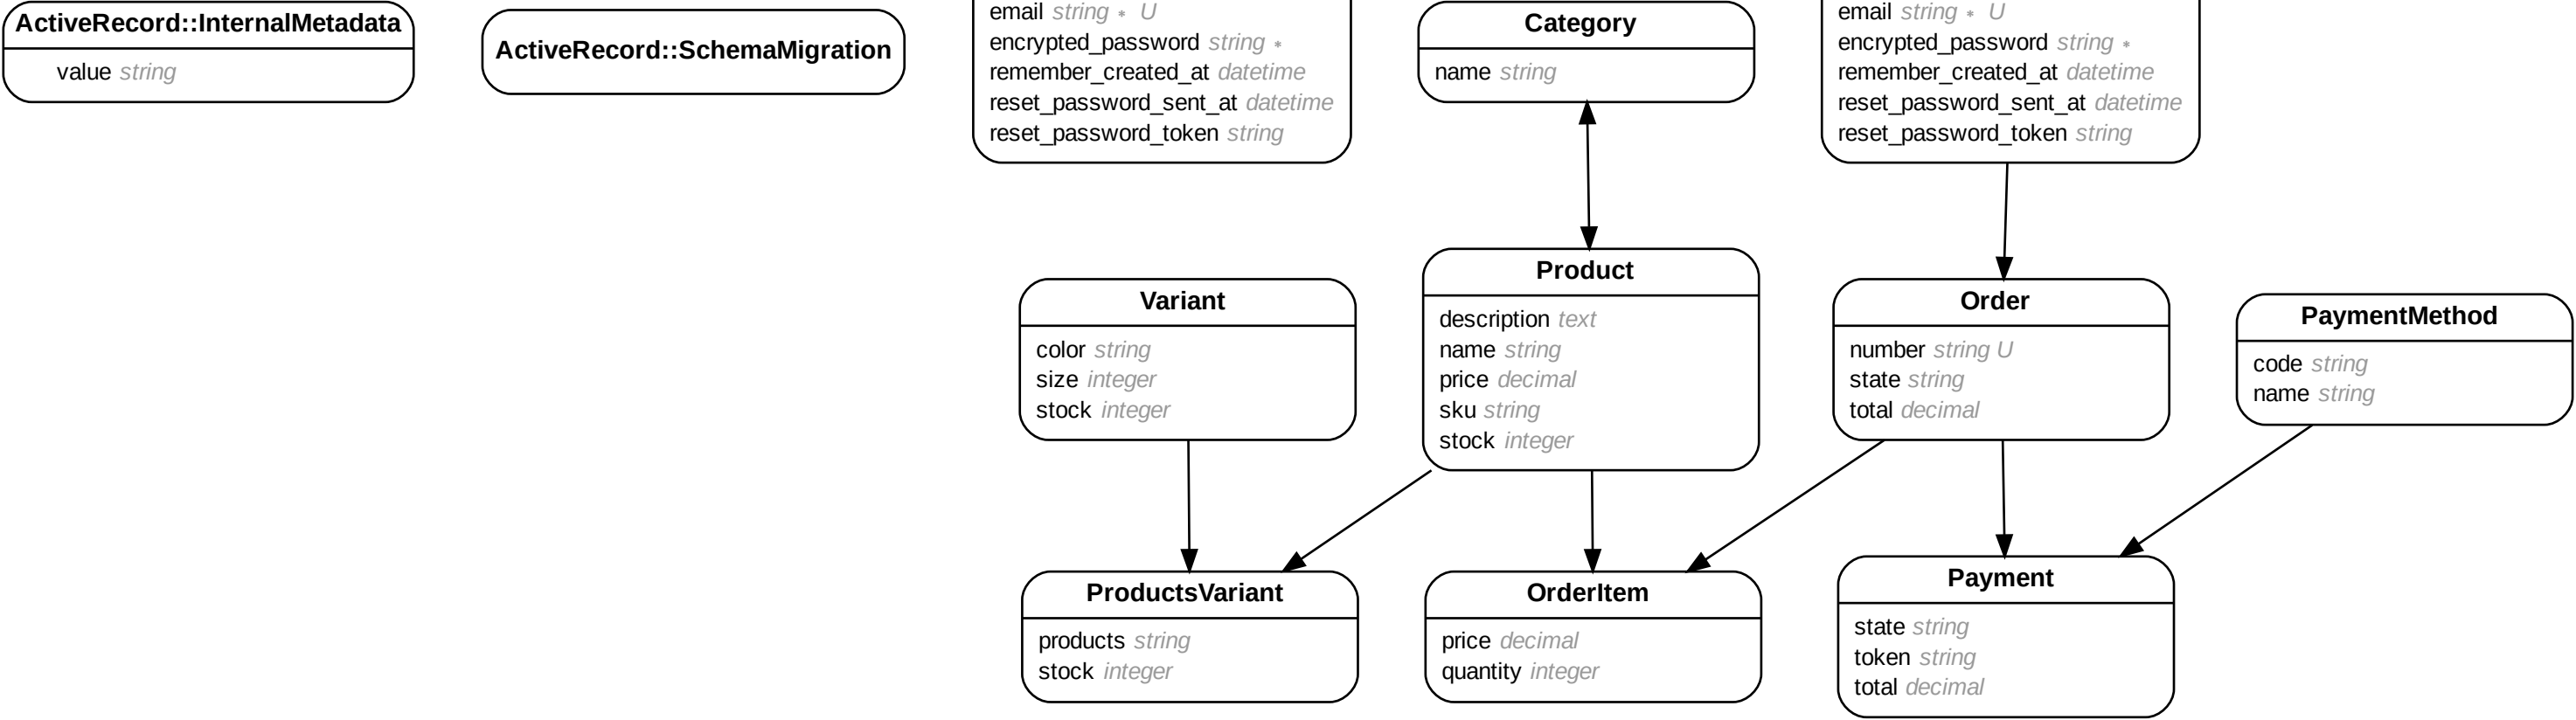 ActiveRecord::InternalMetadata
value string
ActiveRecord::SchemaMigration
email string * U
encrypted_password string *
remember_created_at datetime
reset_password_sent_at datetime
reset_password_token string
Category
name string
email string * U
encrypted_password string *
remember_created_at datetime
reset_password_sent_at datetime
reset_password_token string
Variant
color string
size integer
stock integer
Product
description text
name string
price decimal
sku string
stock integer
Order
number string U
state string
total decimal
PaymentMethod
code string
name string
ProductsVariant
products string
stock integer
OrderItem
price decimal
quantity integer
Payment
state string
token string
total decimal